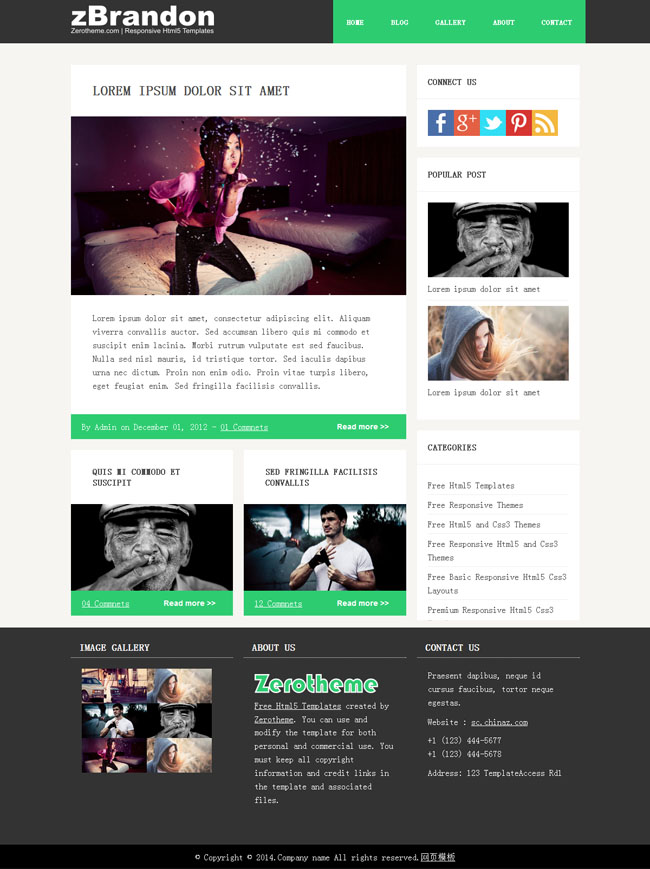 zBrandon
Zerotheme.com | Responsive Html5 Templates
HOME BLOG GALLERY ABOUT CONTACT
LOREM IPSUM DOLOR SIT AMET
Lorem ipsum dolor sit amet, consectetur adipiscing elit. Aliquam
viverra convallis auctor. Sed accumsan libero quis mi commodo et
suscipit enim lacinia. Morbi rutrum vulputate est sed faucibus.
Nulla sed nisl mauris, id tristique tortor. Sed iaculis dapibus
urna nec dictum. Proin non enim odio. Proin vitae turpis libero,
eget feugiat enim. Sed fringilla facilisis convallis.
By Admin on December 01, 2012 - 01 Commnets
Read more >>
QUIS MI COMMODO ET
SUSCIPIT
04 Commnets
Read more >>
SED FRINGILLA FACILISIS
CONVALLIS
12 Commnets
Read more >>
CONNECT US
f g+ P
POPULAR POST
Lorem ipsum dolor sit amet
Lorem ipsum dolor sit amet
CATEGORIES
Free Html5 Templates
Free Responsive Themes
Free Html5 and Css3 Themes
Free Responsive Html5 and Css3
Themes
Free Basic Responsive Html5 Css3
Layouts
Premium Responsive Html5 Css3
IMAGE GALLERY
ABOUT US
Zerotheme
Free Html5 Templates created by
Zerotheme. You can use and
modify the template for both
personal and commercial use. You
must keep all copyright
information and credit links in
the template and associated
files.
CONTACT US
Praesent dapibus, neque id
cursus faucibus, tortor neque
egestas.
Website : sc.chinaz.com
+1 (123) 444-5677
+1 (123) 444-5678
Address: 123 TemplateAccess Rd1
© Copyright © 2014.Company name All rights reserved.网页模板